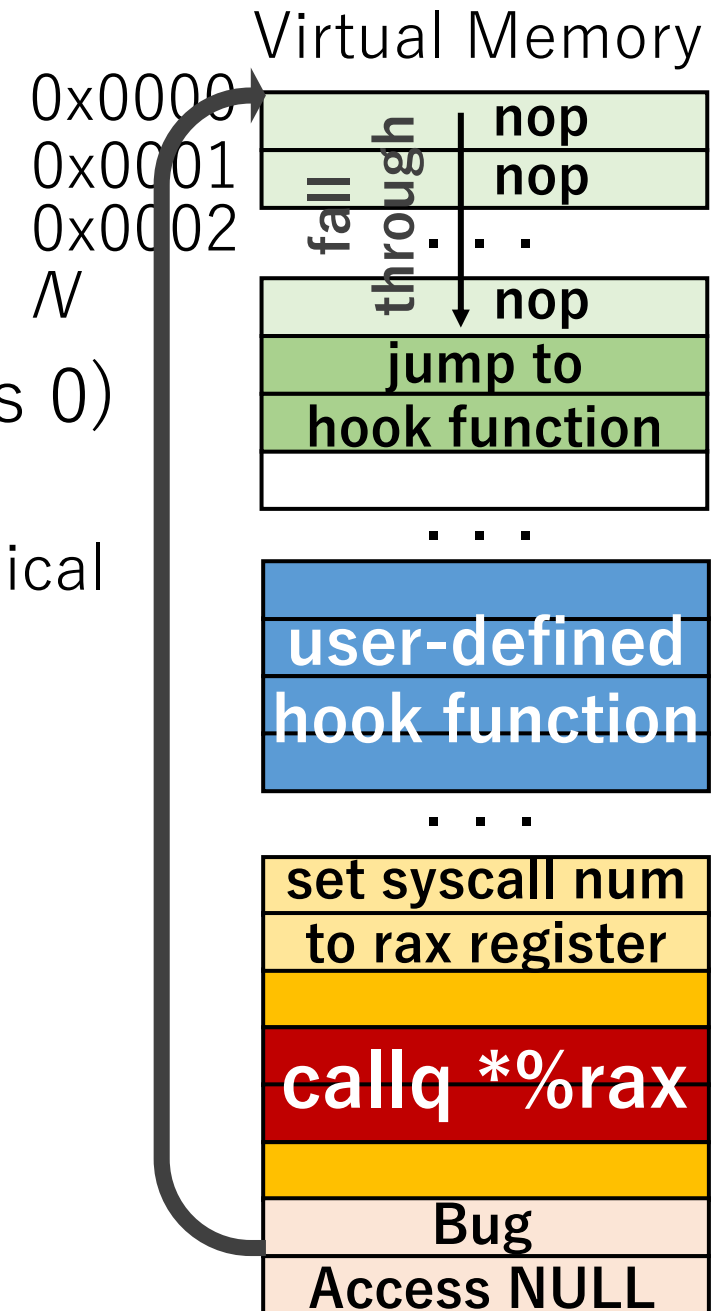 Virtual Memory
0x0000
nop
0x0001
nop
0x0002
. . .
fall
through
N
nop
jump to
s 0)
hook function
. . .
ical
user-defined
hook function
. . .
set syscall num
to rax register
callq *%rax
Bug
Access NULL